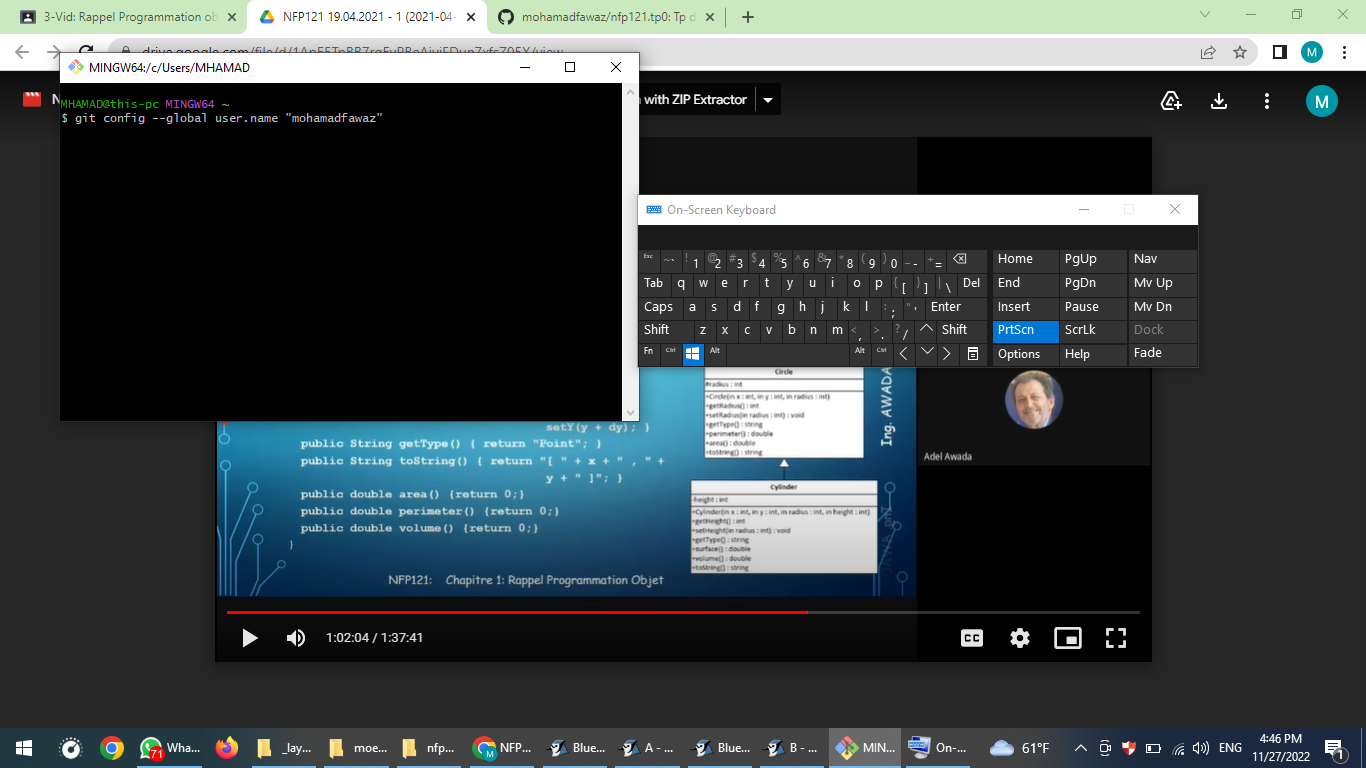 3-Vid: Rappel Programmation ob
NFP121 19.04.2021 - 1 (2021-04-
mohamadfawaz/nfp121.tp0: Tp d
M
MINGW64:/c/Users/MHAMAD
MHAMAD@this-pc MINGW64 ~
$ git config --global user.name "mohamadfawaz"
with ZIP Extractor
M
On-Screen Keyboard
Esc ~ ` ! 1 @ 2 # 3 $ 4 % 5 ^ 6 & 7 * 8 ( 9 ) 0 _ - + = Home PgUp Nav
Tab q w e r t y u i o p { [ } ] | \ Del End PgDn Mv Up
Caps a s d f g h j k l : ; " ' Enter Insert Pause Mv Dn
Shift z x c v b n m < , > . ? / Shift PrtScn ScrLk Dock
Fn Ctrl Alt Alt Ctrl Options Help Fade
setY(y + dy); }
public String getType() { return "Point"; }
public String toString() { return "[ " + x + " , " +
y + " ]"; }
public double area() {return 0;}
public double perimeter() {return 0;}
public double volume() {return 0;}
}
Circle
#radius : int
+Circle(in x : int, in y : int, in radius : int)
+getRadius() : int
+setRadius(in radius : int) : void
+getType() : string
+perimeter() : double
+area() : double
+toString() : string
Cylinder
-height : int
+Cylinder(in x : int, in y : int, in radius : int, in height : int)
+getHeight() : int
+setHeight(in radius : int) : void
+getType() : string
+surface() : double
+volume() : double
+toString() : string
Ing. AWADA
NFP121: Chapitre 1: Rappel Programmation Objet
Adel Awada
1:02:04 / 1:37:41
CC
71
Wha...
_lay...
moe...
nfp...
M
NFP...
Blue...
A - ...
Blue...
B - ...
MIN...
On-...
61°F
ENG
4:46 PM
11/27/2022
1